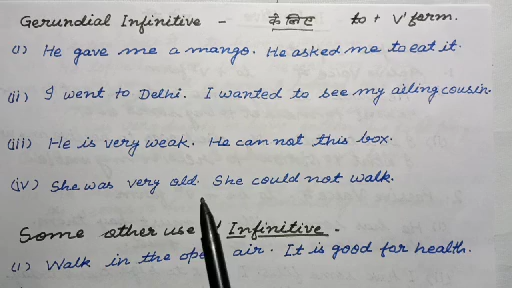 Gerundial Infinitive - के लिए to + V' form.
(i) He gave me a mango. He asked me to eat it.
(ii) I went to Delhi. I wanted to see my ailing cousin.
(iii) He is very weak. He can not this box.
(iv) She was very old. She could not walk.
Some other use Infinitive -
(1) Walk in the open air. It is good for health.